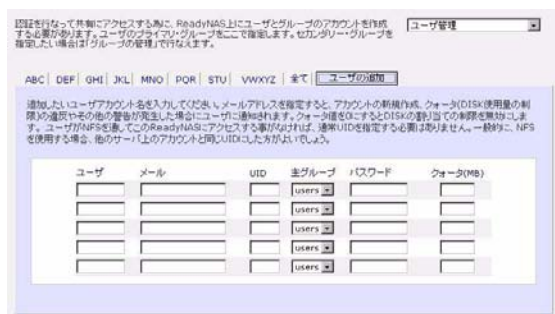 認証を行なって共有にアクセスする為に、ReadyNAS上にユーザとグループのアカウントを作成
する必要があります。ユーザのプライマリ・グループをここで指定します。セカンダリー・グループを
指定したい場合は「グループの管理」で行なえます。
ユーザ管理
ABC | DEF | GHI | JKL | MNO | PQR | STU | VWXYZ | 全て | ユーザの追加
追加したいユーザアカウント名を入力してください。メールアドレスを指定すると、アカウントの新規作成、クォータ(DISK使用量の制
限)の違反やその他の警告が発生した場合にユーザに通知されます。クォータ値を0にするとDISKの割り当ての制限を無効にしま
す。 ユーザがNFSを通してこのReadyNASにアクセスする事がなければ、通常UIDを指定する必要はありません。一般的に、NFS
を使用する場合、他のサーバ上のアカウントと同じUIDにした方がよいでしょう。
ユーザ メール UID 主グループ パスワード クォータ(MB)
users
users
users
users
users